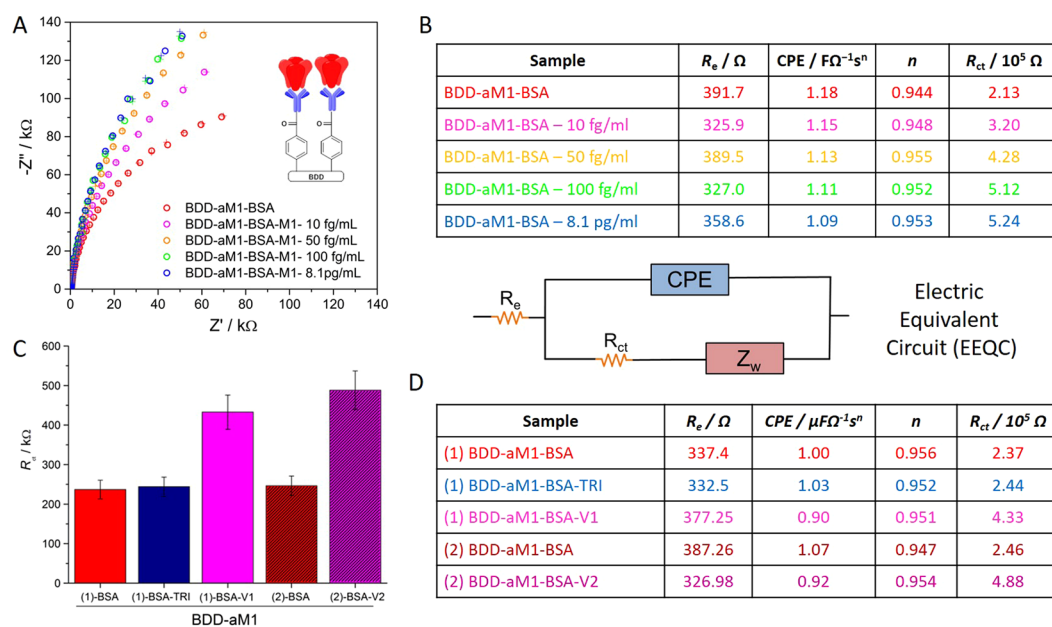 A
140
120
100
80
60
40
20
0
-Z" / kΩ
0 20 40 60 80 100 120 140
Z' / kΩ
O O
BDD
BDD-aM1-BSA
BDD-aM1-BSA-M1- 10 fg/mL
BDD-aM1-BSA-M1- 50 fg/mL
BDD-aM1-BSA-M1- 100 fg/mL
BDD-aM1-BSA-M1- 8.1pg/mL
B
Sample Re / Ω CPE / FΩ⁻¹sⁿ n Rct / 10⁵ Ω
BDD-aM1-BSA 391.7 1.18 0.944 2.13
BDD-aM1-BSA – 10 fg/ml 325.9 1.15 0.948 3.20
BDD-aM1-BSA – 50 fg/ml 389.5 1.13 0.955 4.28
BDD-aM1-BSA – 100 fg/ml 327.0 1.11 0.952 5.12
BDD-aM1-BSA – 8.1 pg/ml 358.6 1.09 0.953 5.24
Re
CPE
Rct
Zw
Electric
Equivalent
Circuit (EEQC)
C
600
500
400
300
200
100
0
Rct / kΩ
(1)-BSA (1)-BSA-TRI (1)-BSA-V1 (2)-BSA (2)-BSA-V2
BDD-aM1
D
Sample Re / Ω CPE / μFΩ⁻¹sⁿ n Rct / 10⁵ Ω
(1) BDD-aM1-BSA 337.4 1.00 0.956 2.37
(1) BDD-aM1-BSA-TRI 332.5 1.03 0.952 2.44
(1) BDD-aM1-BSA-V1 377.25 0.90 0.951 4.33
(2) BDD-aM1-BSA 387.26 1.07 0.947 2.46
(2) BDD-aM1-BSA-V2 326.98 0.92 0.954 4.88